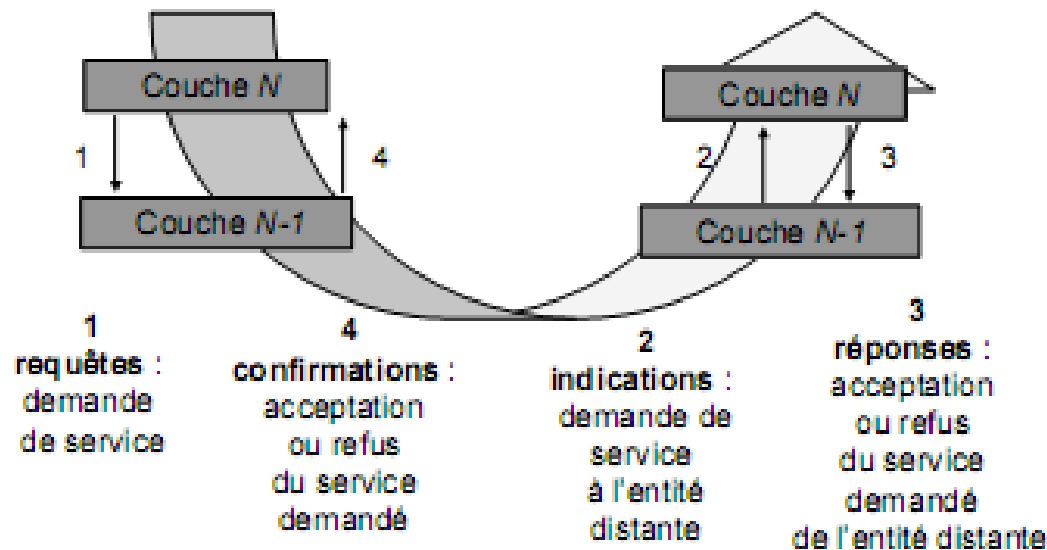 Couche N
Couche N
1
4
2
3
Couche N-1
Couche N-1
1
requêtes :
demande
de service
4
confirmations :
acceptation
ou refus
du service
demandé
2
indications :
demande de
service
à l'entité
distante
3
réponses :
acceptation
ou refus
du service
demandé
de l'entité distante